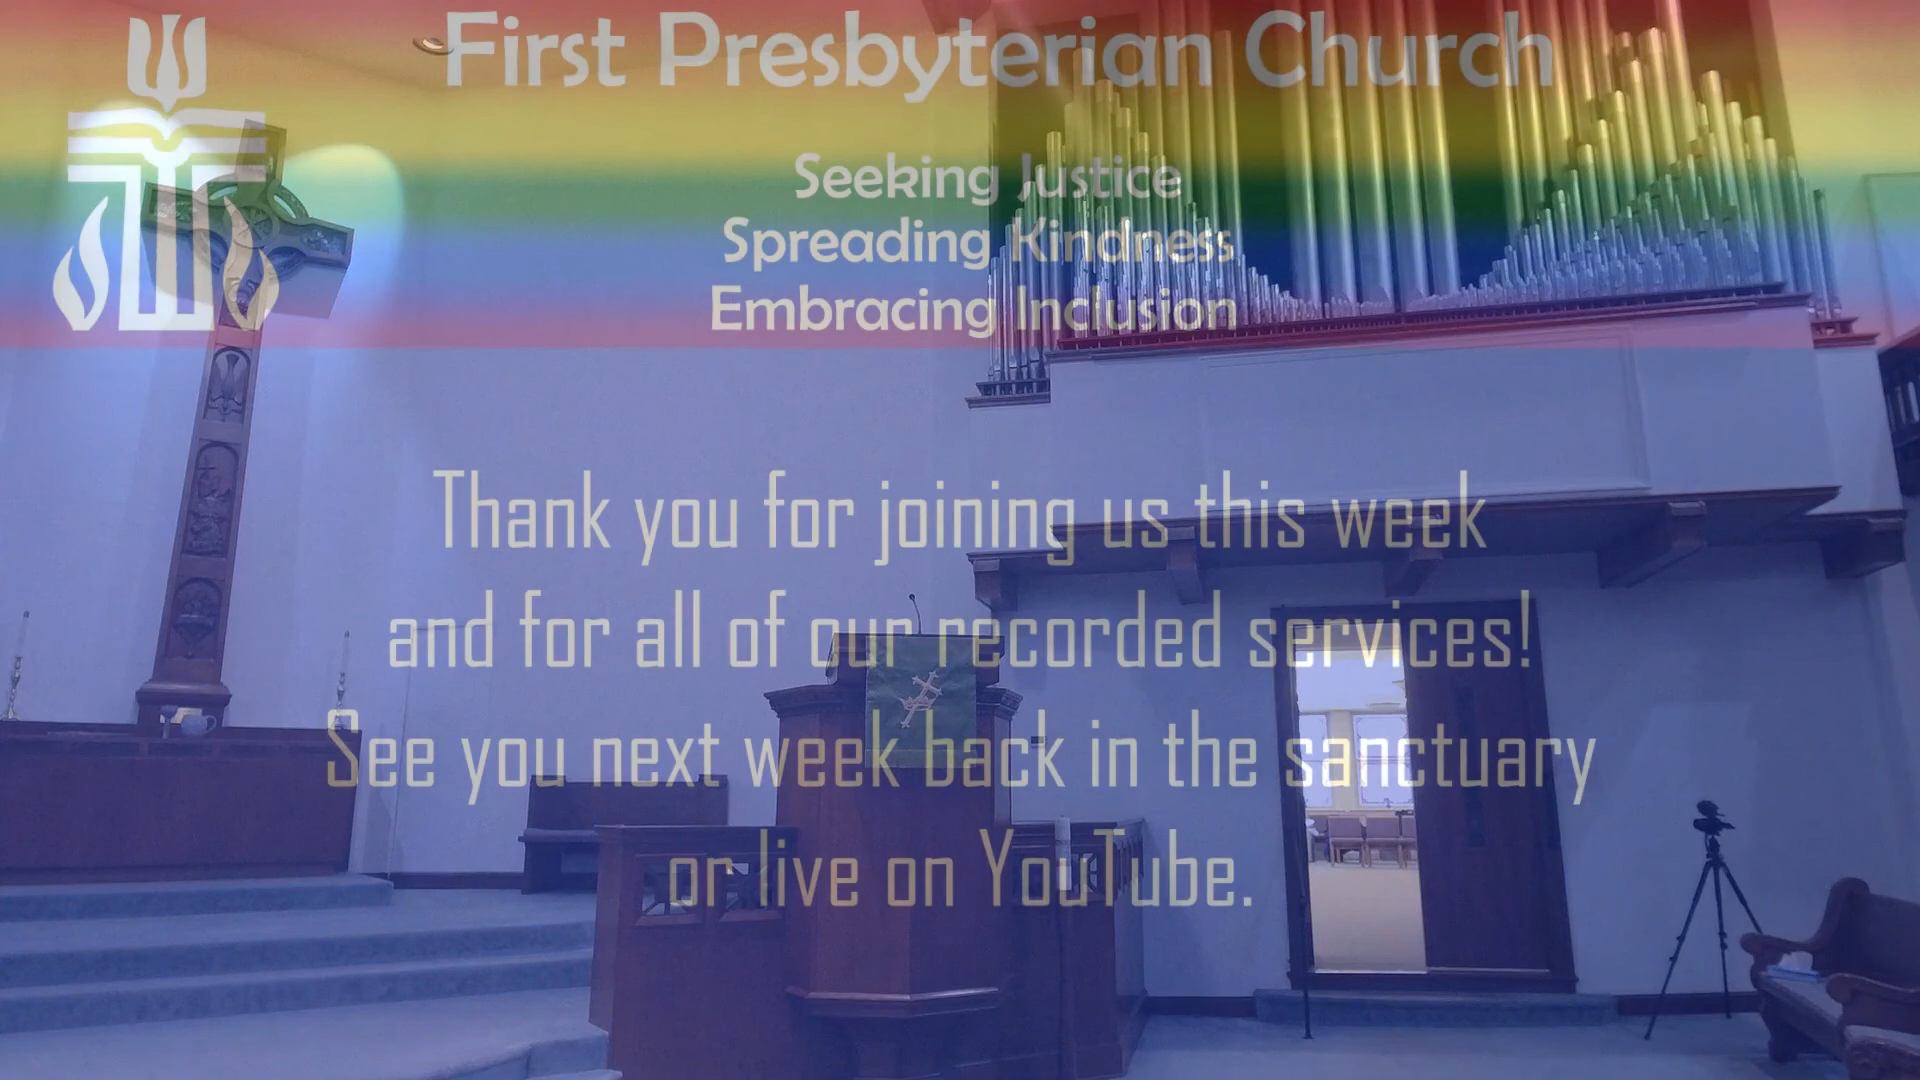 First Presbyterian Church
Seeking Justice
Spreading Kindness
Embracing Inclusion
Thank you for joining us this week
and for all of our recorded services!
See you next week back in the sanctuary
or live on YouTube.